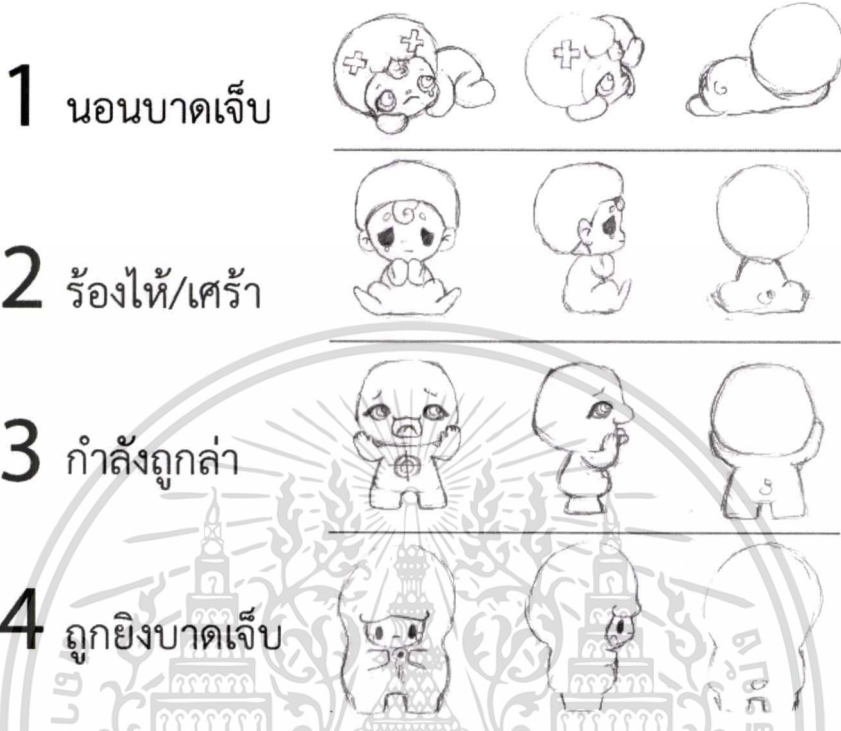 1 นอนบาดเจ็บ
2 ร้องไห้/เศร้า
3 กำลังถูกล่า
4 ถูกยิงบาดเจ็บ